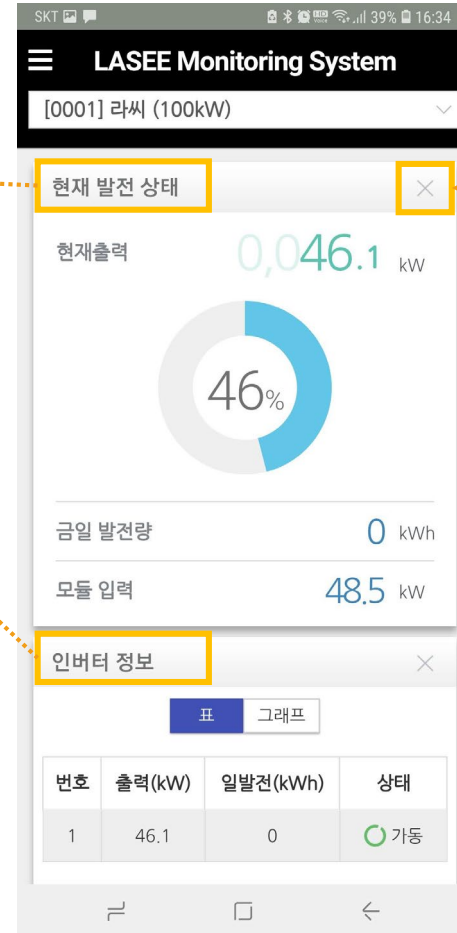 SKT 39% 16:34
LASEE Monitoring System
[0001] 라씨 (100kW)
현재 발전 상태
현재출력 0,046.1 kW
46%
금일 발전량 0 kWh
모듈 입력 48.5 kW
인버터 정보
표 그래프
번호 출력(kW) 일발전(kWh) 상태
1 46.1 0 가동